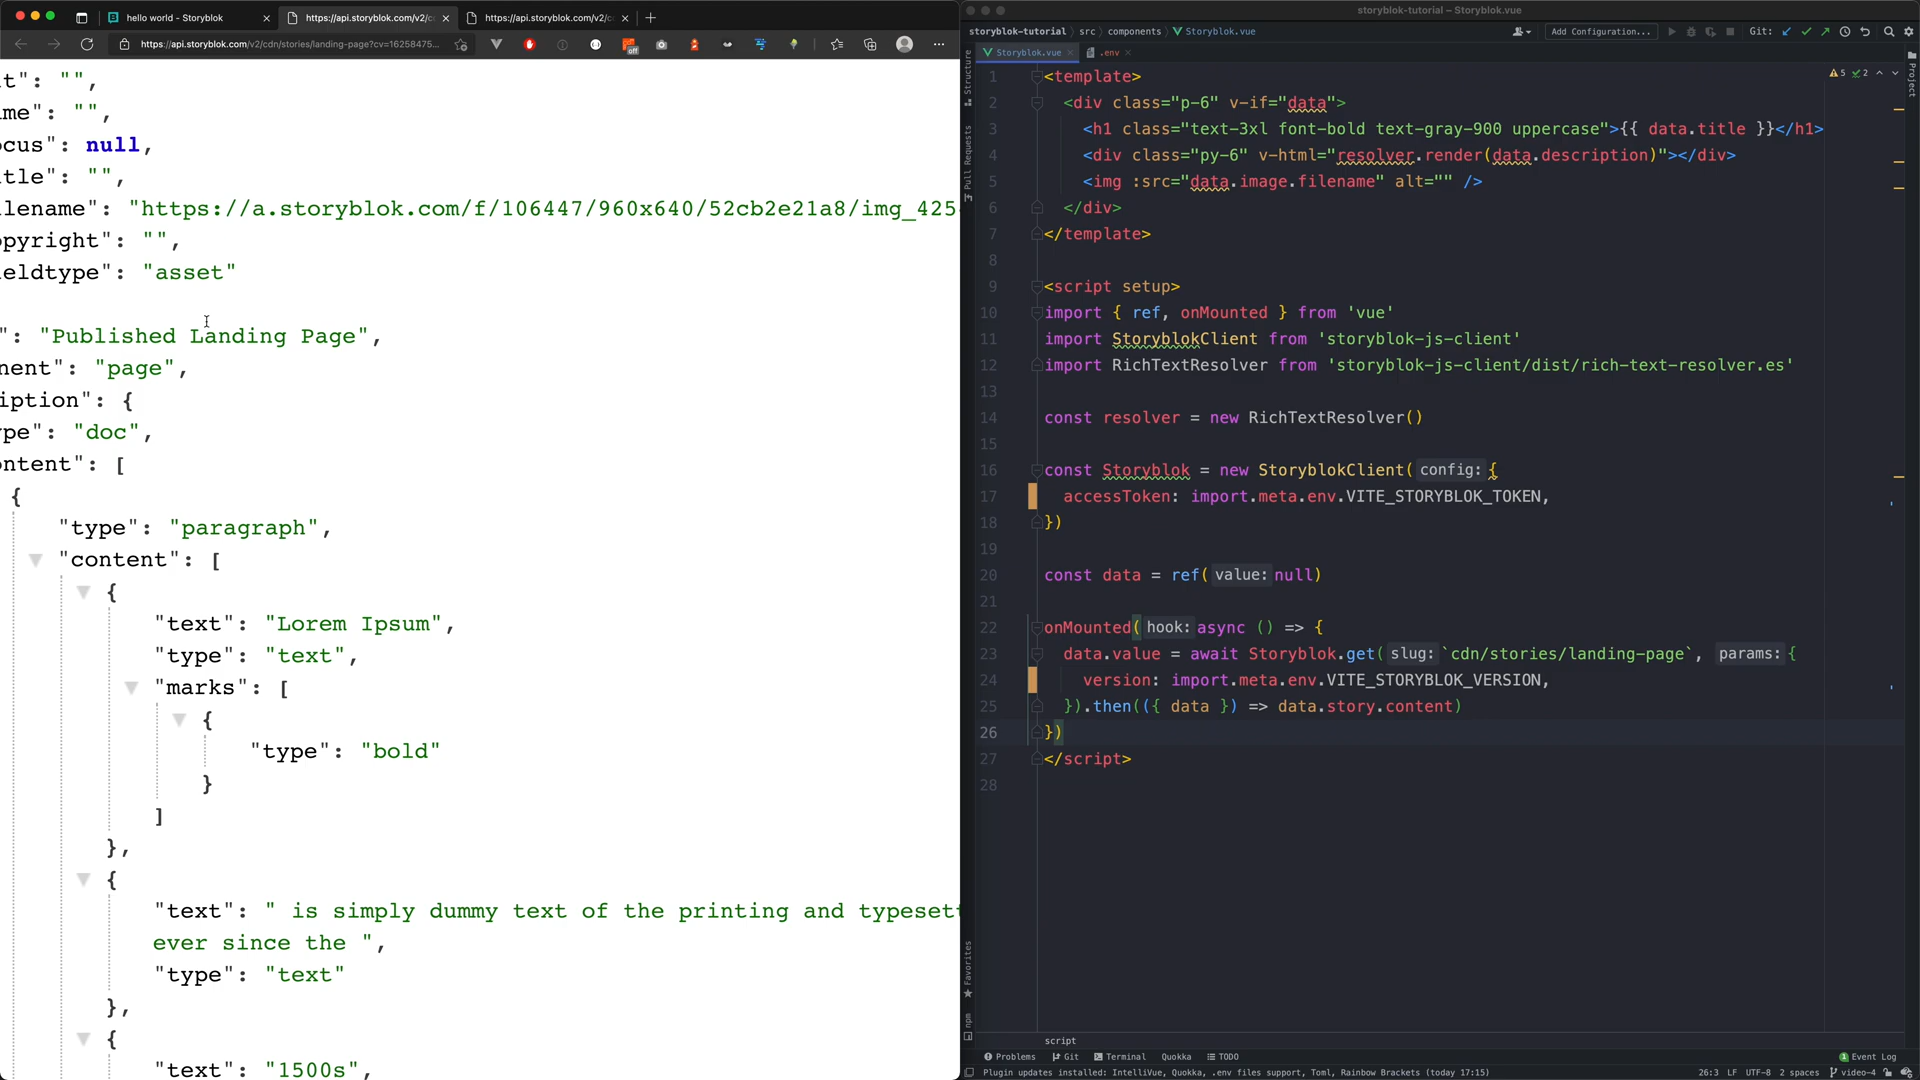 hello world - Storyblok
https://api.storyblok.com/v2/c
https://api.storyblok.com/v2/c
https://api.storyblok.com/v2/cdn/stories/landing-page?cv=16258475...
off
t": "",
me": "",
ocus": null,
tle": "",
lename": "https://a.storyblok.com/f/106447/960x640/52cb2e21a8/img_425
pyright": "",
eldtype": "asset"
": "Published Landing Page",
nent": "page",
iption": {
pe": "doc",
ntent": [
{
"type": "paragraph",
"content": [
{
"text": "Lorem Ipsum",
"type": "text",
"marks": [
{
"type": "bold"
}
]
},
{
"text": " is simply dummy text of the printing and typesett
ever since the ",
"type": "text"
},
{
"text": "1500s",
storyblok-tutorial – Storyblok.vue
storyblok-tutorial › src › components › Storyblok.vue
Add Configuration...
Git:
Storyblok.vue
.env
Structure
Pull Requests
Favorites
npm
Project
5 2
1 <template>
2 <div class="p-6" v-if="data">
3 <h1 class="text-3xl font-bold text-gray-900 uppercase">{{ data.title }}</h1>
4 <div class="py-6" v-html="resolver.render(data.description)"></div>
5 <img :src="data.image.filename" alt="" />
6 </div>
7 </template>
8
9 <script setup>
10 import { ref, onMounted } from 'vue'
11 import StoryblokClient from 'storyblok-js-client'
12 import RichTextResolver from 'storyblok-js-client/dist/rich-text-resolver.es'
13
14 const resolver = new RichTextResolver()
15
16 const Storyblok = new StoryblokClient( config: {
17 accessToken: import.meta.env.VITE_STORYBLOK_TOKEN,
18 })
19
20 const data = ref( value: null)
21
22 onMounted( hook: async () => {
23 data.value = await Storyblok.get( slug: `cdn/stories/landing-page`, params: {
24 version: import.meta.env.VITE_STORYBLOK_VERSION,
25 }).then(({ data }) => data.story.content)
26 })
27 </script>
28
script
Problems
Git
Terminal
Quokka
TODO
1 Event Log
Plugin updates installed: IntelliVue, Quokka, .env files support, Toml, Rainbow Brackets (today 17:15)
26:3 LF UTF-8 2 spaces video-4